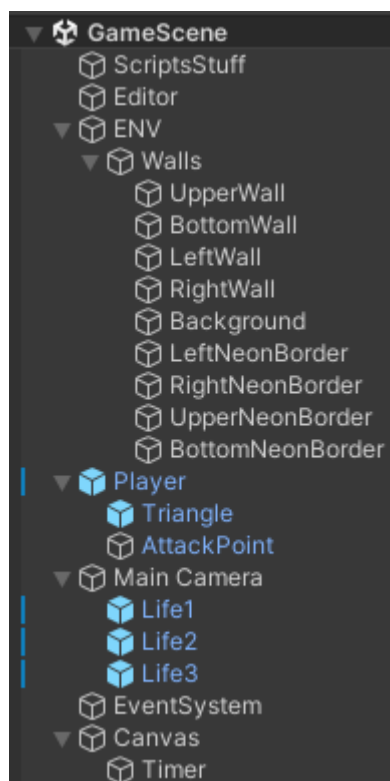 GameScene
ScriptsStuff
Editor
ENV
Walls
UpperWall
BottomWall
LeftWall
RightWall
Background
LeftNeonBorder
RightNeonBorder
UpperNeonBorder
BottomNeonBorder
Player
Triangle
AttackPoint
Main Camera
Life1
Life2
Life3
EventSystem
Canvas
Timer